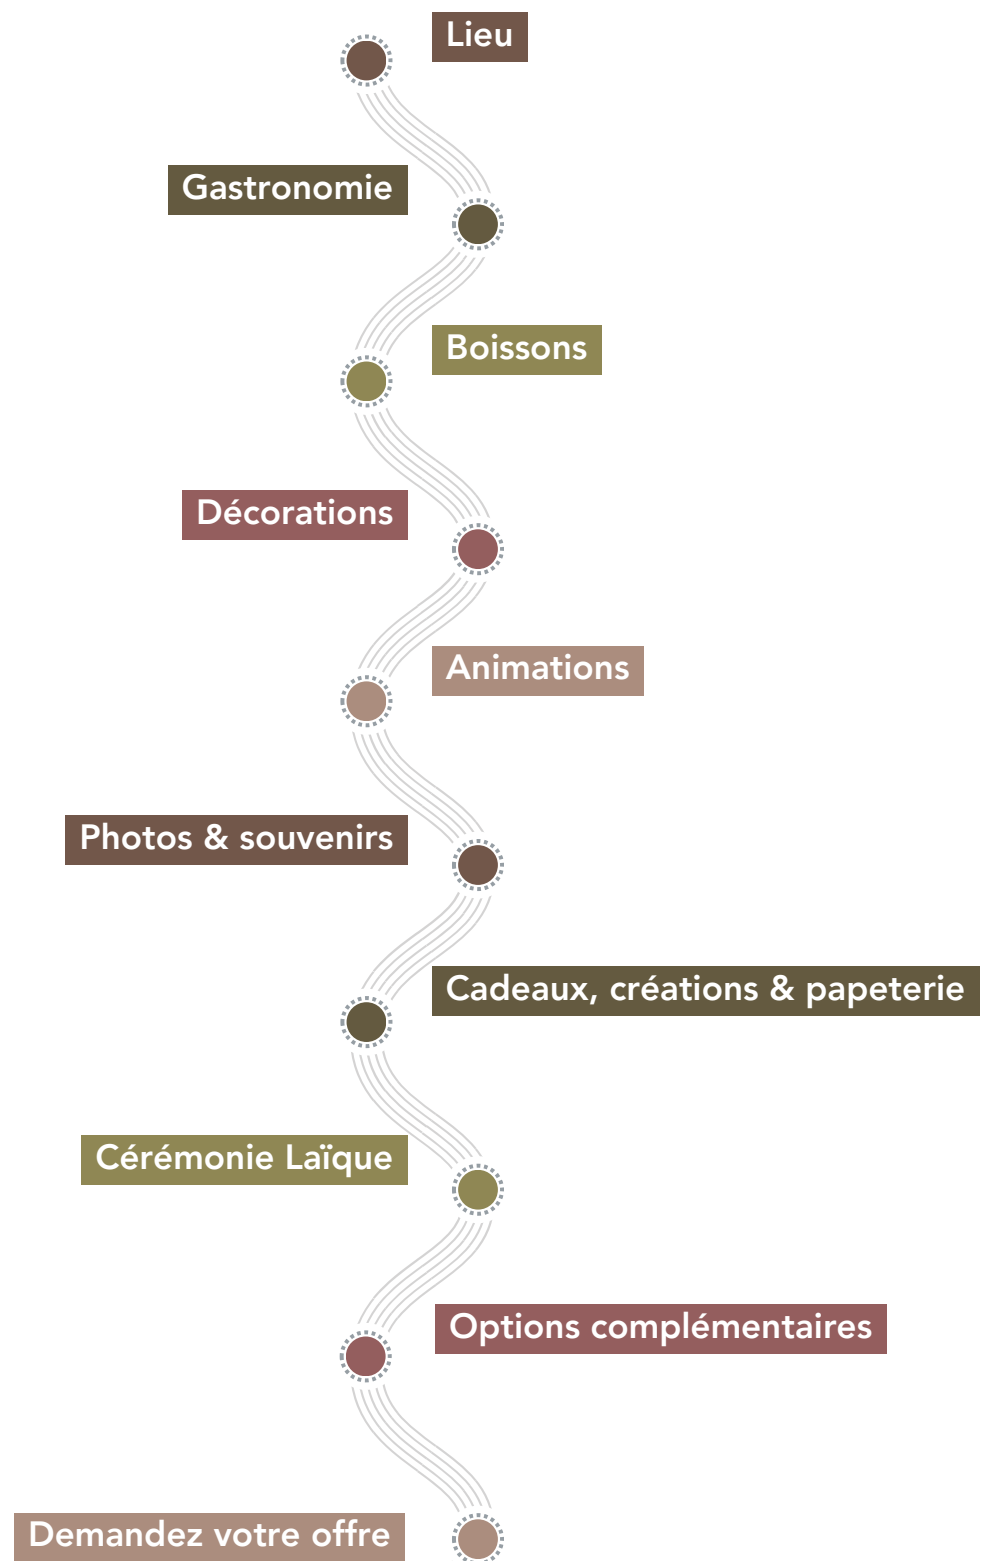 Lieu
Gastronomie
Boissons
Décorations
Animations
Photos & souvenirs
Cadeaux, créations & papeterie
Cérémonie Laïque
Options complémentaires
Demandez votre offre